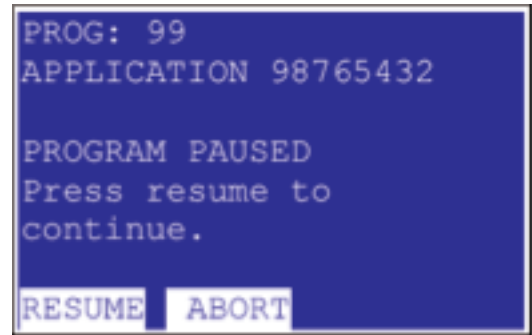 PROG: 99
APPLICATION 98765432
PROGRAM PAUSED
Press resume to
continue.
RESUME ABORT